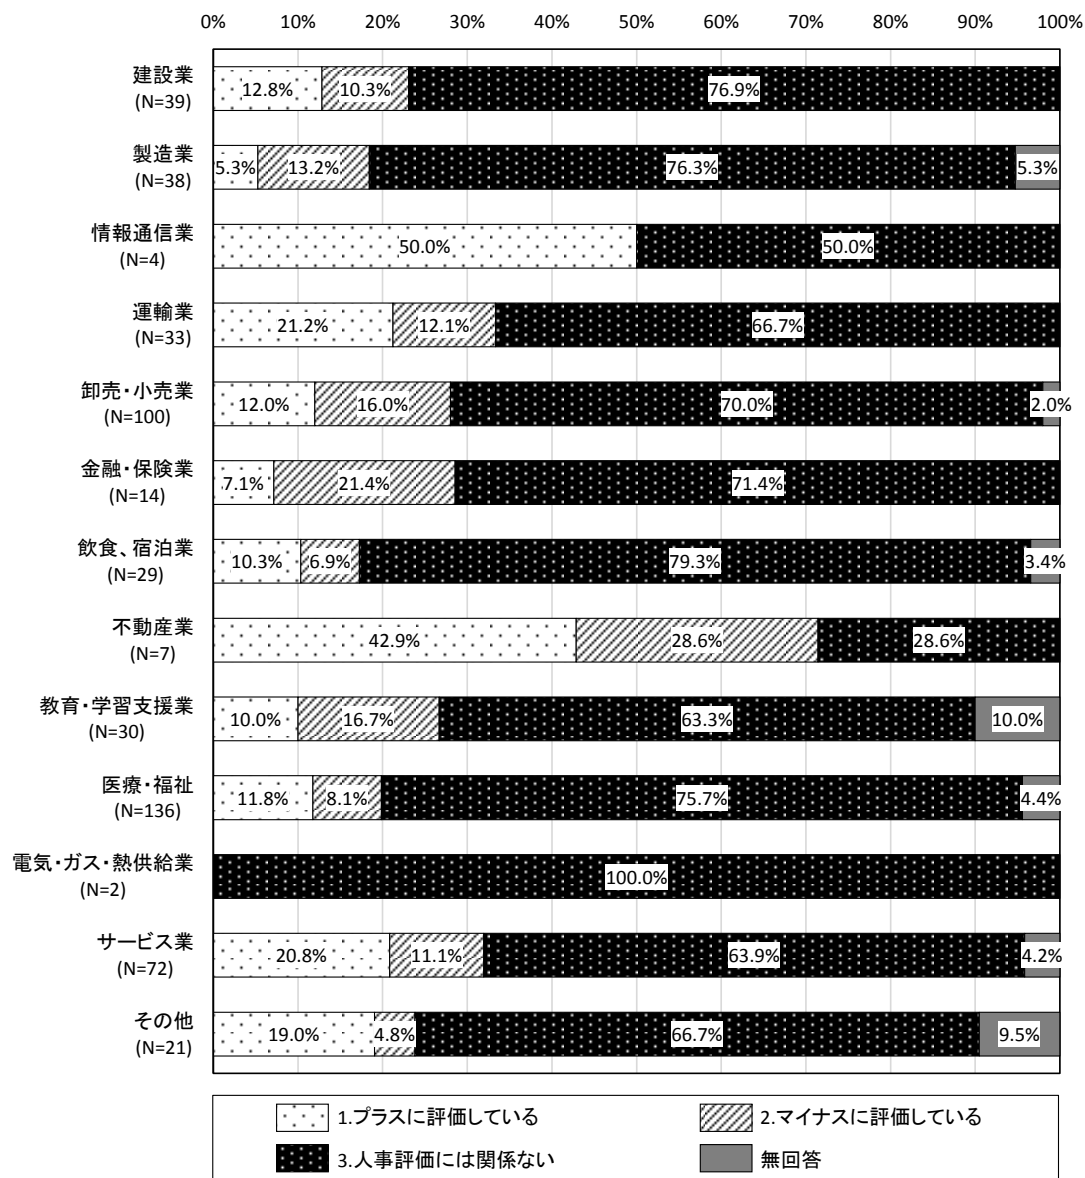 0% 10% 20% 30% 40% 50% 60% 70% 80% 90% 100%
建設業
(N=39)
12.8% 10.3% 76.9%
製造業
(N=38)
5.3% 13.2% 76.3% 5.3%
情報通信業
(N=4)
50.0% 50.0%
運輸業
(N=33)
21.2% 12.1% 66.7%
卸売・小売業
(N=100)
12.0% 16.0% 70.0% 2.0%
金融・保険業
(N=14)
7.1% 21.4% 71.4%
飲食、宿泊業
(N=29)
10.3% 6.9% 79.3% 3.4%
不動産業
(N=7)
42.9% 28.6% 28.6%
教育・学習支援業
(N=30)
10.0% 16.7% 63.3% 10.0%
医療・福祉
(N=136)
11.8% 8.1% 75.7% 4.4%
電気・ガス・熱供給業
(N=2)
100.0%
サービス業
(N=72)
20.8% 11.1% 63.9% 4.2%
その他
(N=21)
19.0% 4.8% 66.7% 9.5%
1.プラスに評価している 2.マイナスに評価している
3.人事評価には関係ない 無回答